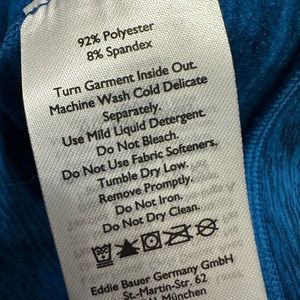 92% Polyester
8% Spandex
Turn Garment Inside Out.
Machine Wash Cold Delicate
Separately.
Use Mild Liquid Detergent.
Do Not Bleach.
Do Not Use Fabric Softeners.
Tumble Dry Low.
Remove Promptly.
Do Not Iron.
Do Not Dry Clean.
Eddie Bauer Germany GmbH
St.-Martin-Str. 62
München